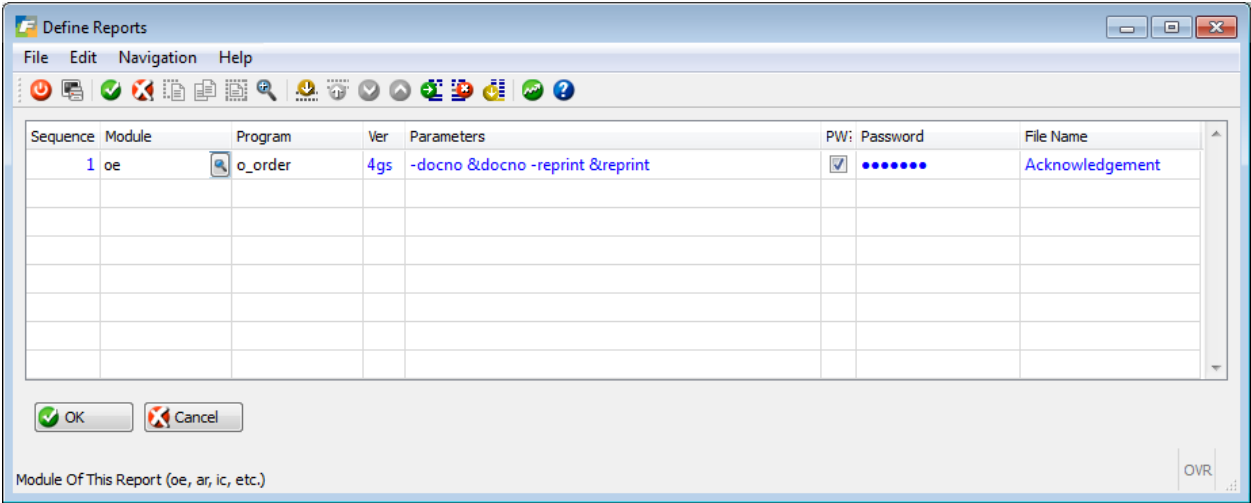 Define Reports
File Edit Navigation Help
Sequence Module Program Ver Parameters PW? Password File Name
1 oe o_order 4gs -docno &docno -reprint &reprint ●●●●●●● Acknowledgement
OK Cancel
Module Of This Report (oe, ar, ic, etc.)
OVR